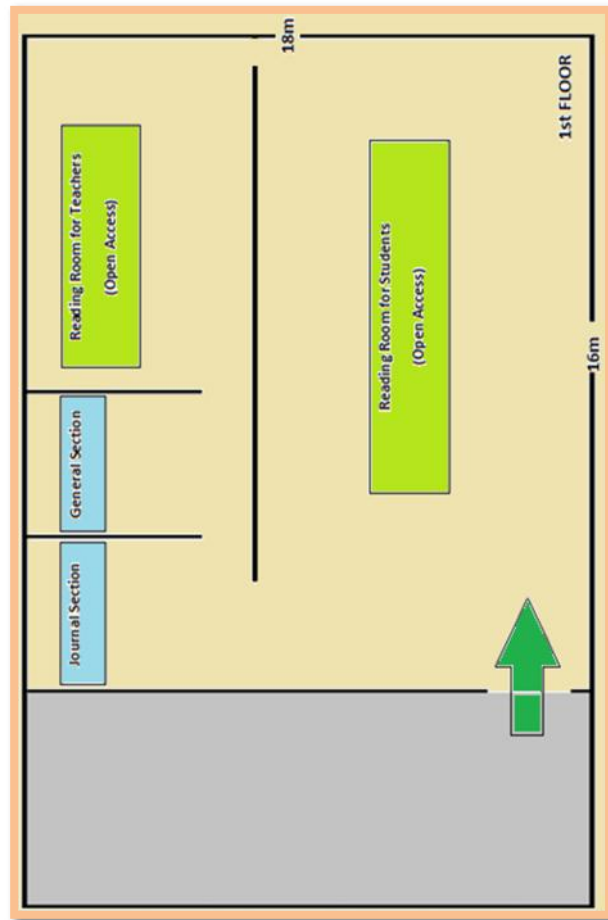 18m
1st FLOOR
Reading Room for Teachers
(Open Access)
Reading Room for Students
(Open Access)
16m
General Section
Journal Section